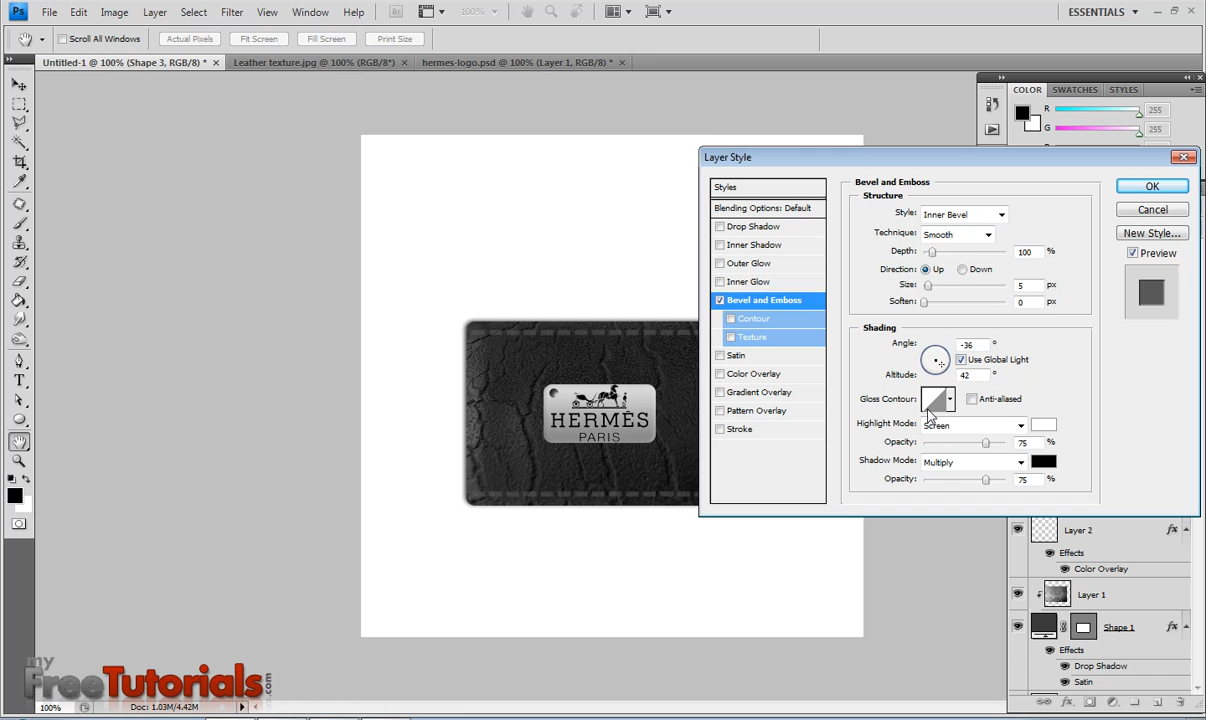 Ps File Edit Image Layer Select Filter View Window Help Br 100% ESSENTIALS
Scroll All Windows Actual Pixels Fit Screen Fill Screen Print Size
Untitled-1 @ 100% (Shape 3, RGB/8) * Leather texture.jpg @ 100% (RGB/8*) hermes-logo.psd @ 100% (Layer 1, RGB/8) *
COLOR SWATCHES STYLES
R 255
G 255
Layer Style
Styles
Blending Options: Default
Drop Shadow
Inner Shadow
Outer Glow
Inner Glow
Bevel and Emboss
Contour
Texture
Satin
Color Overlay
Gradient Overlay
Pattern Overlay
Stroke
Bevel and Emboss
Structure
Style: Inner Bevel
Technique: Smooth
Depth: 100 %
Direction: Up Down
Size: 5 px
Soften: 0 px
Shading
Angle: -36 °
Use Global Light
Altitude: 42 °
Gloss Contour: Anti-aliased
Highlight Mode: Screen
Opacity: 75 %
Shadow Mode: Multiply
Opacity: 75 %
OK
Cancel
New Style...
Preview
HERMÈS
PARIS
Layer 2 fx
Effects
Color Overlay
Layer 1
Shape 1 fx
Effects
Drop Shadow
Satin
my
FreeTutorials.com
100% Doc: 1.03M/4.42M